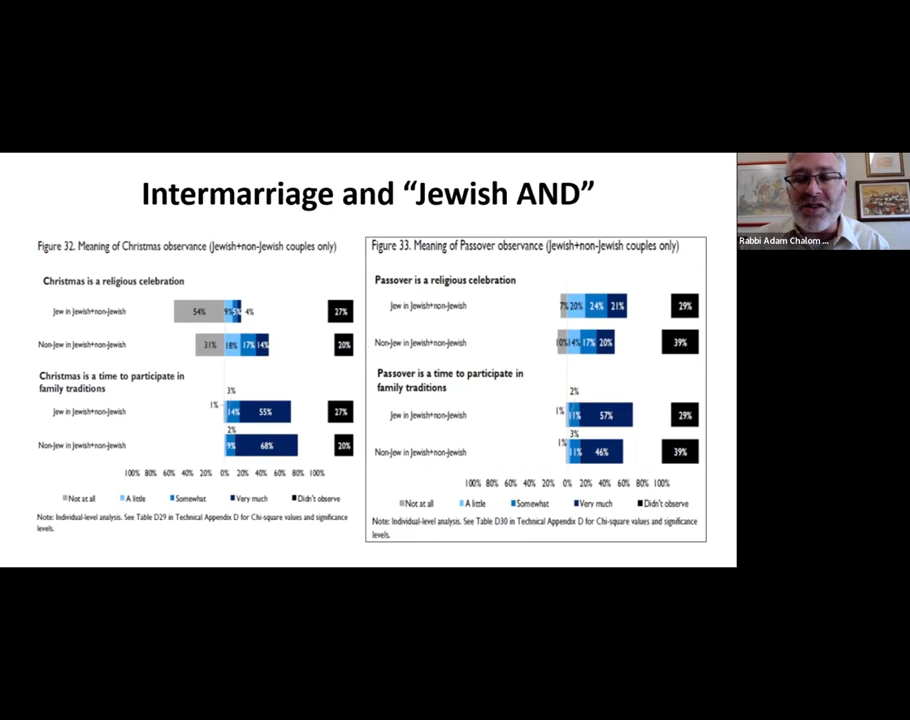 Intermarriage and “Jewish AND”
Figure 32. Meaning of Christmas observance (Jewish+non-Jewish couples only)
Christmas is a religious celebration
Jew in Jewish+non-Jewish 54% 9% 4% 27%
Non-Jew in Jewish+non-Jewish 31% 18% 17% 14% 20%
Christmas is a time to participate in
family traditions
3%
Jew in Jewish+non-Jewish 1% 14% 55% 27%
2%
Non-Jew in Jewish+non-Jewish 9% 68% 20%
100% 80% 60% 40% 20% 0% 20% 40% 60% 80% 100%
Not at all A little Somewhat Very much Didn't observe
Note: Individual-level analysis. See Table D29 in Technical Appendix D for Chi-square values and significance
levels.
Figure 33. Meaning of Passover observance (Jewish+non-Jewish couples only)
Passover is a religious celebration
Jew in Jewish+non-Jewish 7% 20% 24% 21% 29%
Non-Jew in Jewish+non-Jewish 10% 14% 17% 20% 39%
Passover is a time to participate in
family traditions
2%
Jew in Jewish+non-Jewish 1% 11% 57% 29%
3%
Non-Jew in Jewish+non-Jewish 1% 11% 46% 39%
100% 80% 60% 40% 20% 0% 20% 40% 60% 80% 100%
Not at all A little Somewhat Very much Didn't observe
Note: Individual-level analysis. See Table D30 in Technical Appendix D for Chi-square values and significance
levels.
Rabbi Adam Chalom ...